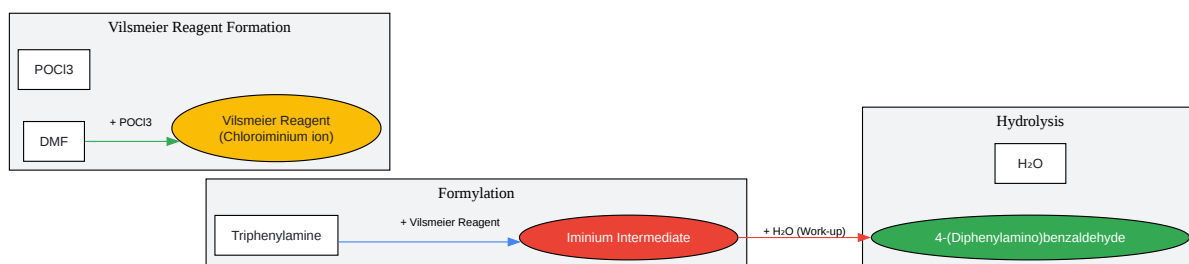 Vilsmeier Reagent Formation
POCl3
DMF
+ POCl3
Vilsmeier Reagent
(Chloroiminium ion)
Formylation
Triphenylamine
+ Vilsmeier Reagent
Iminium Intermediate
+ H₂O (Work-up)
Hydrolysis
H₂O
4-(Diphenylamino)benzaldehyde